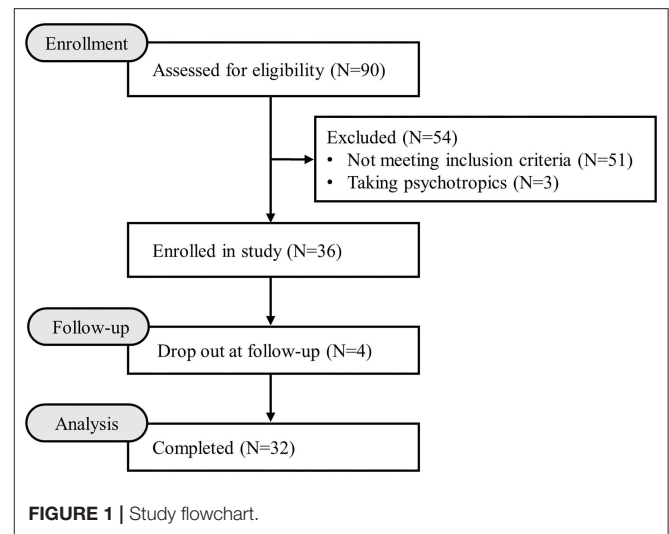 Enrollment
Assessed for eligibility (N=90)
Excluded (N=54)
• Not meeting inclusion criteria (N=51)
• Taking psychotropics (N=3)
Enrolled in study (N=36)
Follow-up
Drop out at follow-up (N=4)
Analysis
Completed (N=32)
FIGURE 1 | Study flowchart.